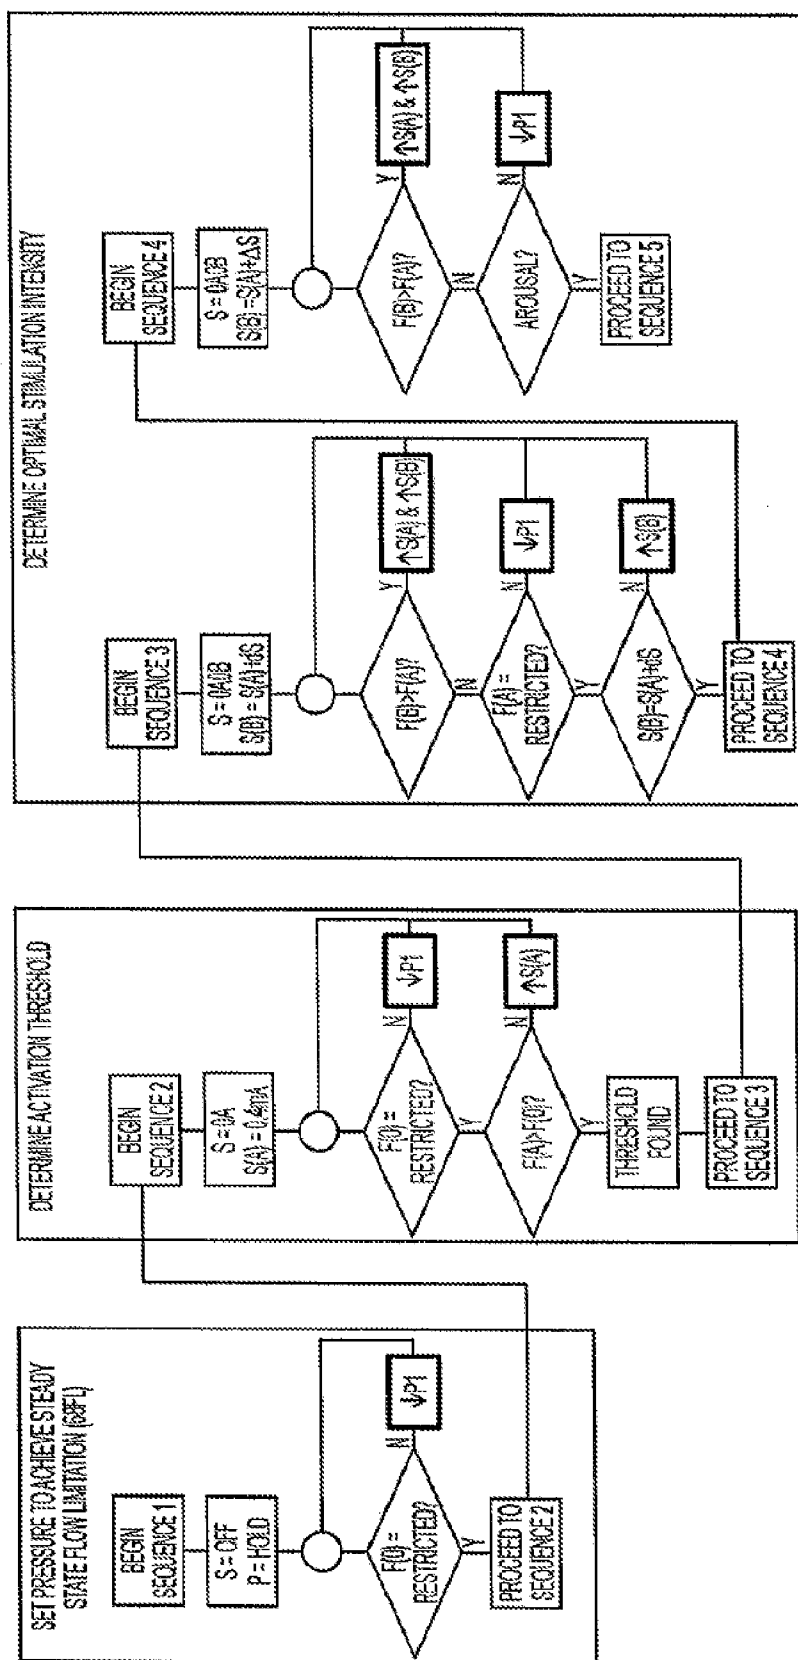 SET PRESSURE TO ACHIEVE STEADY
STATE FLOW LIMITATION (SSFL)
BEGIN
SEQUENCE 1
S = OFF
P = HOLD
F(0) =
RESTRICTED?
N
↓P1
Y
PROCEED TO
SEQUENCE 2
DETERMINE ACTIVATION THRESHOLD
BEGIN
SEQUENCE 2
S = 0A
S(A) = 0.4mA
F(0) =
RESTRICTED?
N
↓P1
Y
F(A)>F(0)?
N
↑S(A)
Y
THRESHOLD
FOUND
PROCEED TO
SEQUENCE 3
DETERMINE OPTIMAL STIMULATION INTENSITY
BEGIN
SEQUENCE 3
S = 0A0B
S(B) = S(A)+dS
F(B)>F(A)?
Y
↑S(A) & ↑S(B)
N
F(A) =
RESTRICTED?
N
↓P1
Y
S(B)=S(A)+dS
N
↑S(B)
Y
PROCEED TO
SEQUENCE 4
BEGIN
SEQUENCE 4
S = 0A0B
S(B) = S(A)+ΔS
F(B)>F(A)?
Y
↑S(A) & ↑S(B)
N
AROUSAL?
N
↓P1
Y
PROCEED TO
SEQUENCE 5